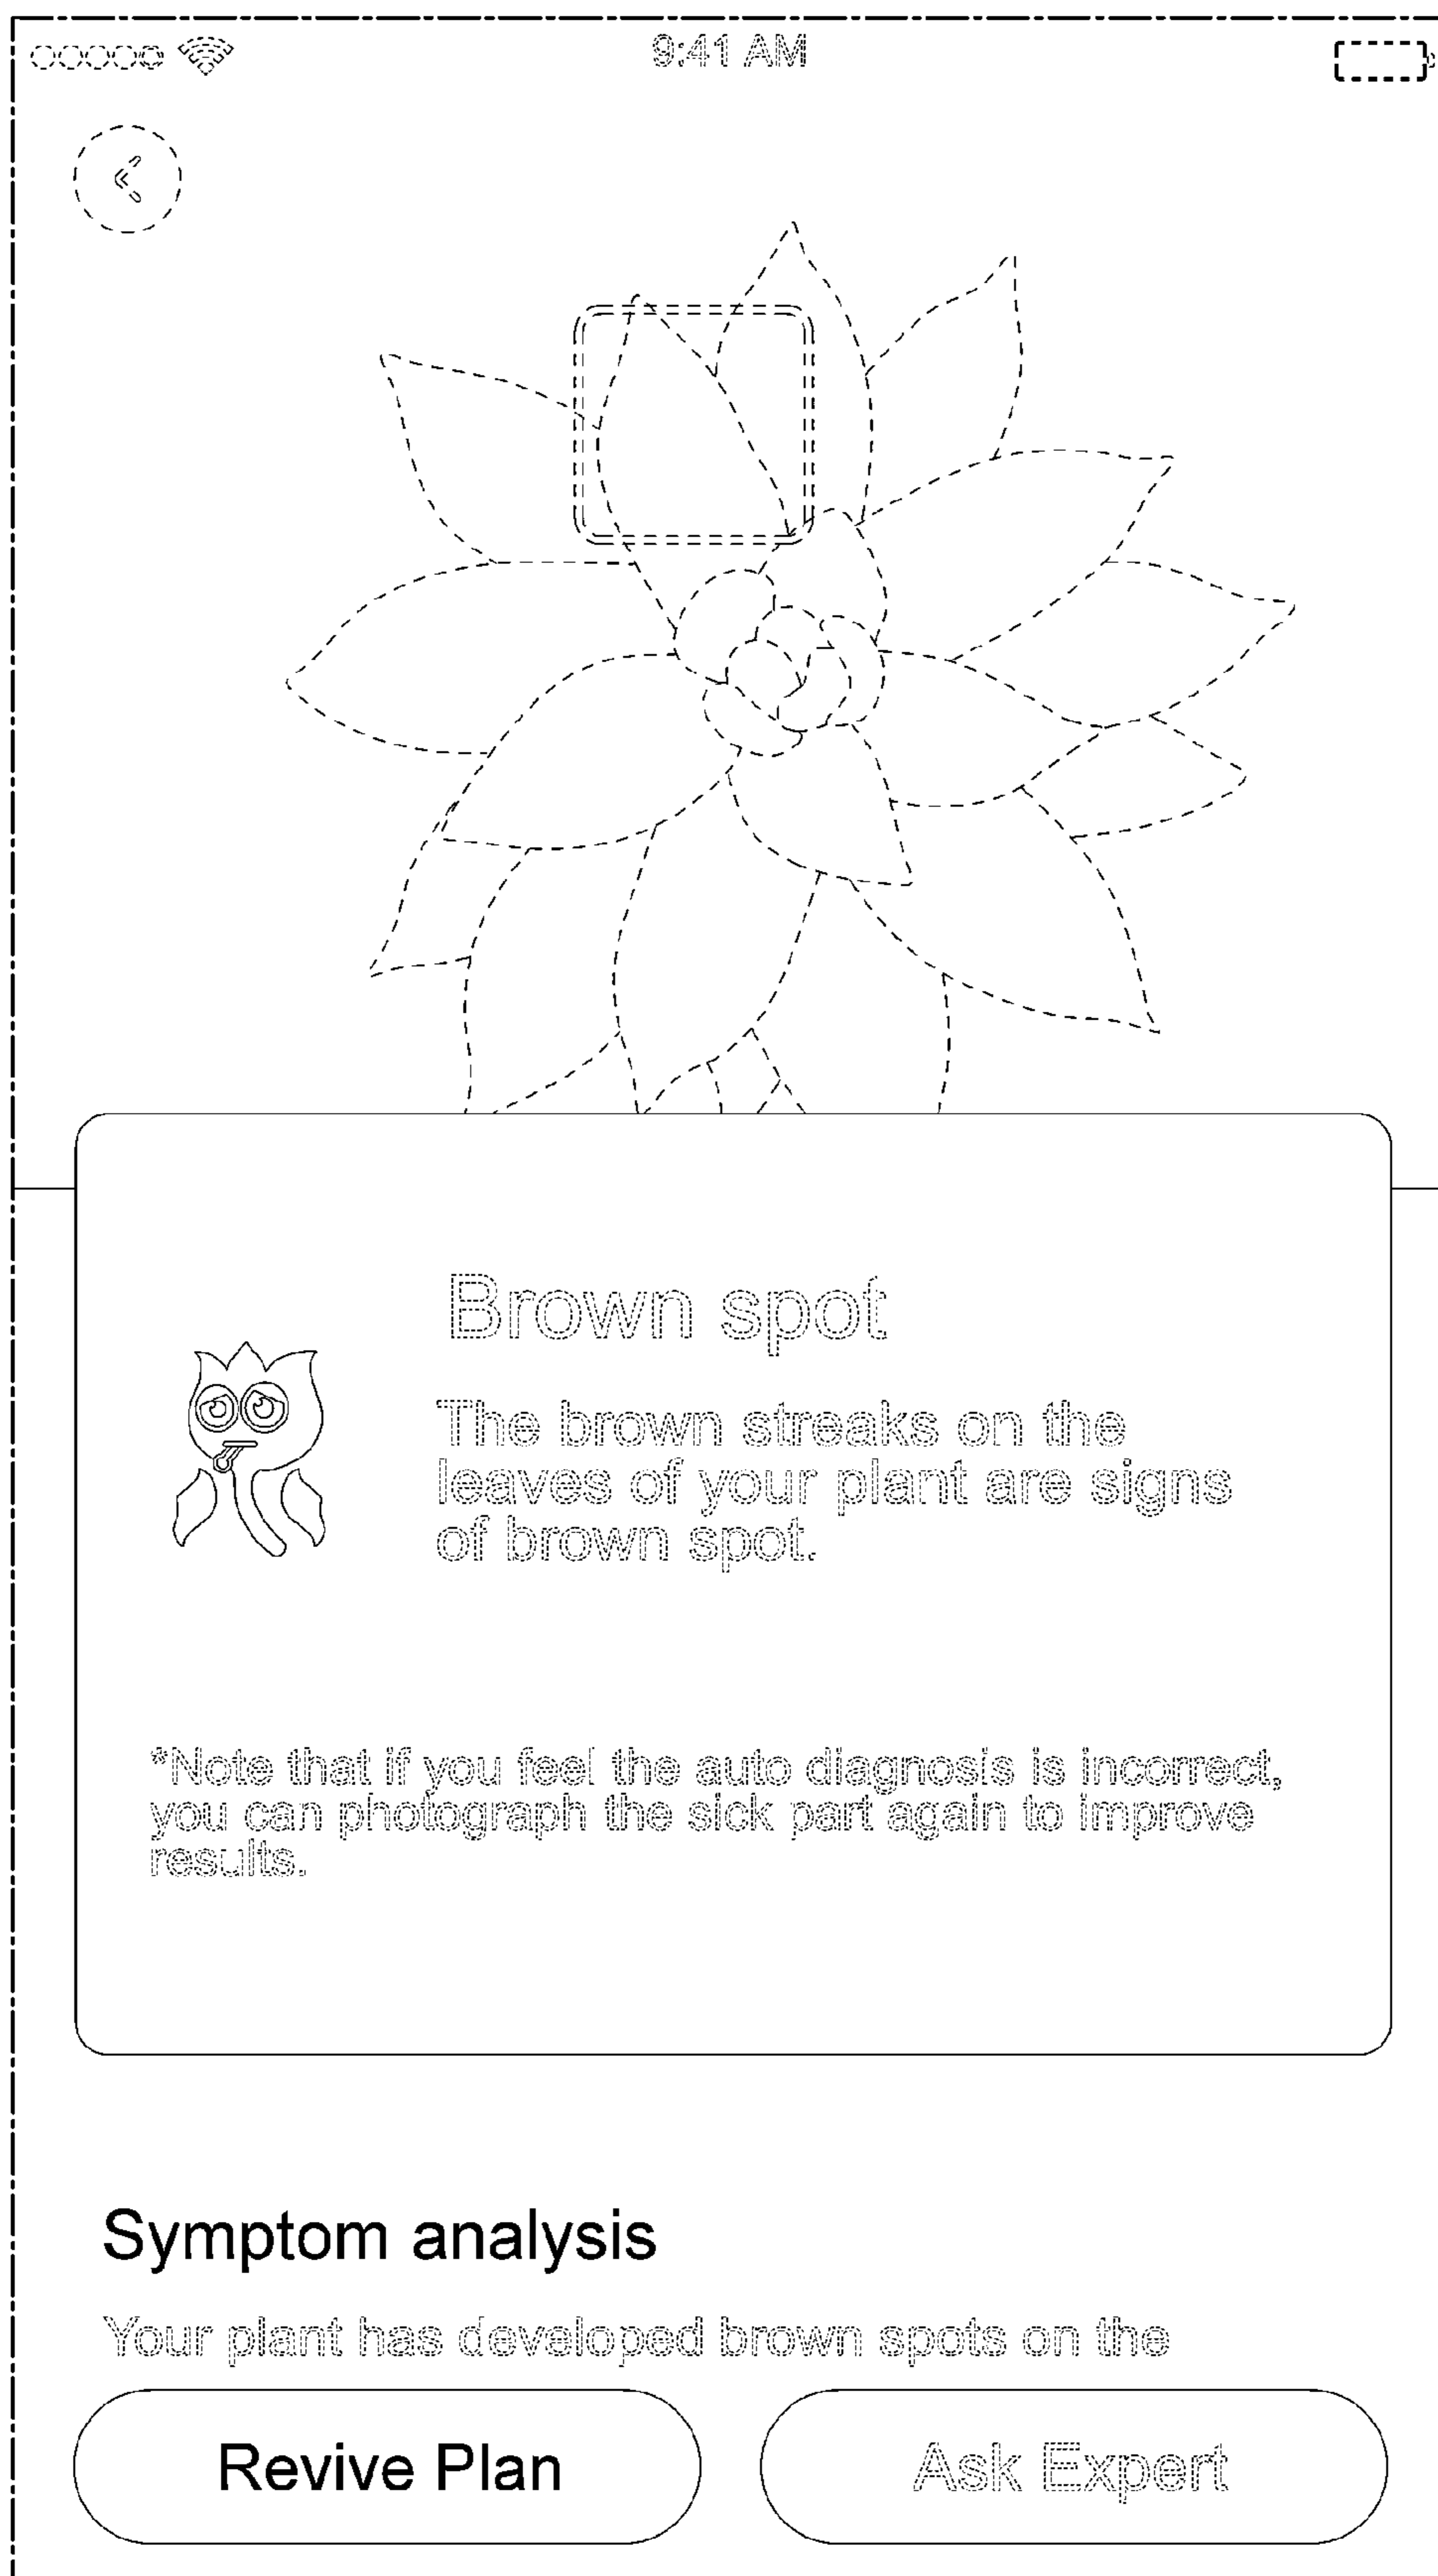 9:41 AM
Brown spot
The brown streaks on the
leaves of your plant are signs
of brown spot.
*Note that if you feel the auto diagnosis is incorrect,
you can photograph the sick part again to improve
results.
Symptom analysis
Your plant has developed brown spots on the
Revive Plan
Ask Expert